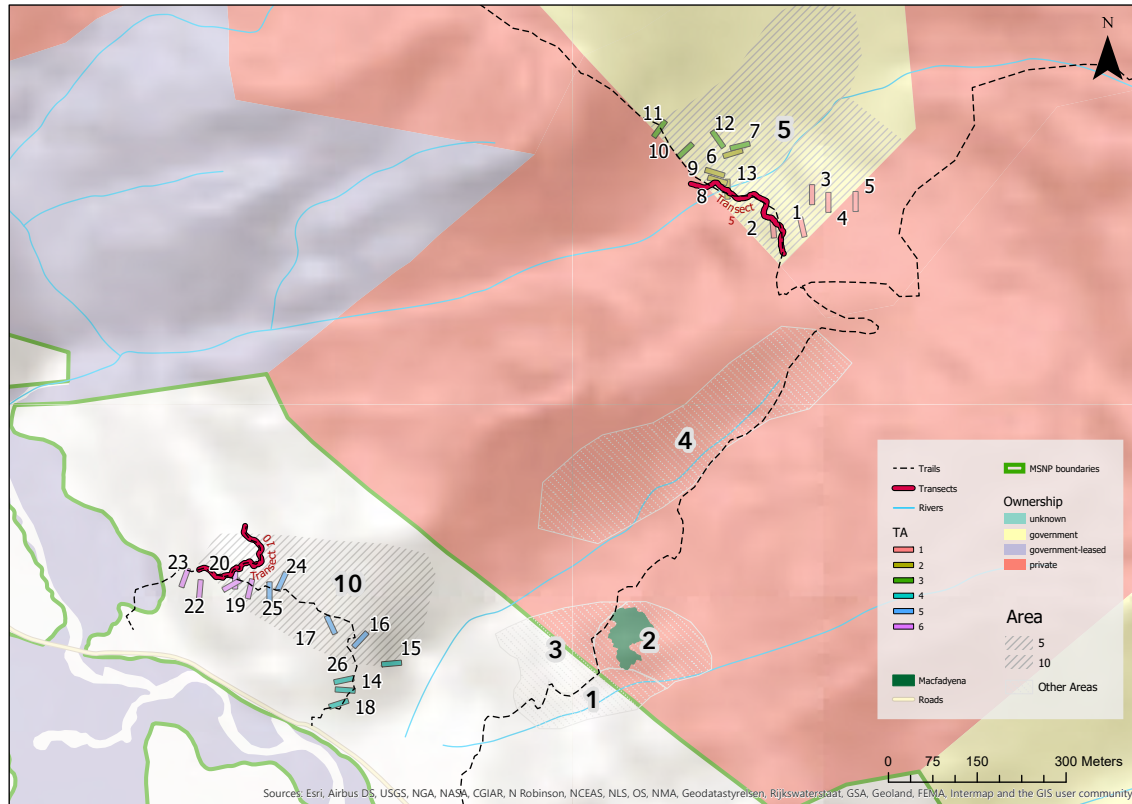 N
11
12
7
5
10
6
9
13
8
3
5
Transect
5
1
4
2
4
Trails
Transects
Rivers
TA
1
2
3
4
5
6
Macfadyena
Roads
MSNP boundaries
Ownership
unknown
government
government-leased
private
Area
5
10
Other Areas
Transect 10
23
20
24
10
22
19
25
17
16
15
26
14
18
3
2
1
0 75 150 300 Meters
Sources: Esri, Airbus DS, USGS, NGA, NASA, CGIAR, N Robinson, NCEAS, NLS, OS, NMA, Geodatastyrelsen, Rijkswaterstaat, GSA, Geoland, FEMA, Intermap and the GIS user community